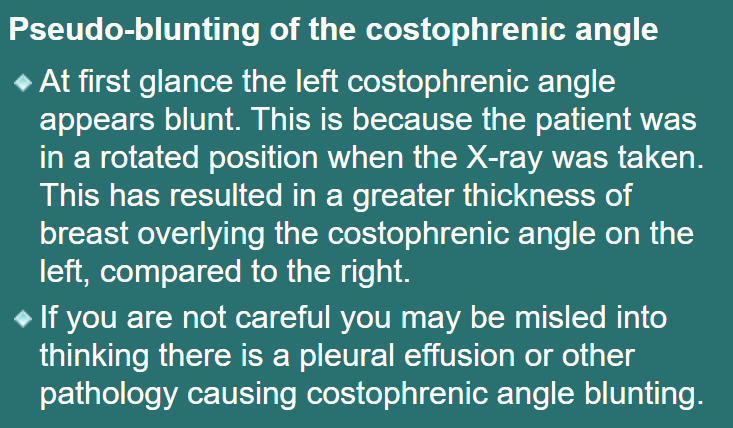 Pseudo-blunting of the costophrenic angle
At first glance the left costophrenic angle
appears blunt. This is because the patient was
in a rotated position when the X-ray was taken.
This has resulted in a greater thickness of
breast overlying the costophrenic angle on the
left, compared to the right.
If you are not careful you may be misled into
thinking there is a pleural effusion or other
pathology causing costophrenic angle blunting.